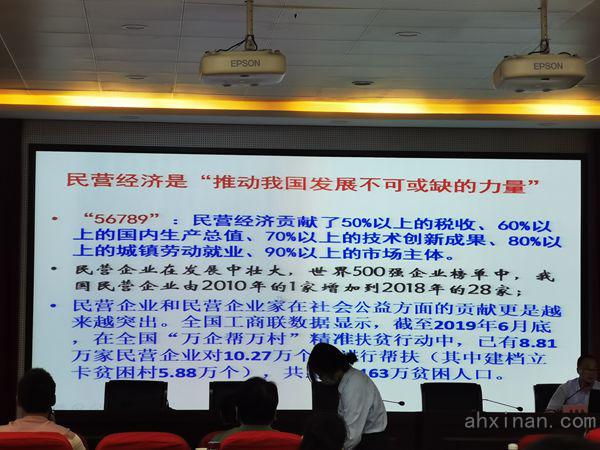 EPSON
EPSON
民营经济是“推动我国发展不可或缺的力量”
• “56789”：民营经济贡献了50%以上的税收、60%以
上的国内生产总值、70%以上的技术创新成果、80%以
上的城镇劳动就业、90%以上的市场主体。
• 民营企业在发展中壮大，世界500强企业榜单中，我
国民营企业由2010年的1家增加到2018年的28家；
• 民营企业和民营企业家在社会公益方面的贡献更是越
来越突出。全国工商联数据显示，截至2019年6月底
，在全国“万企帮万村”精准扶贫行动中，已有8.81
万家民营企业对10.27万个 进行帮扶（其中建档立
卡贫困村5.88万个），共 163万贫困人口。
ahxinan.com